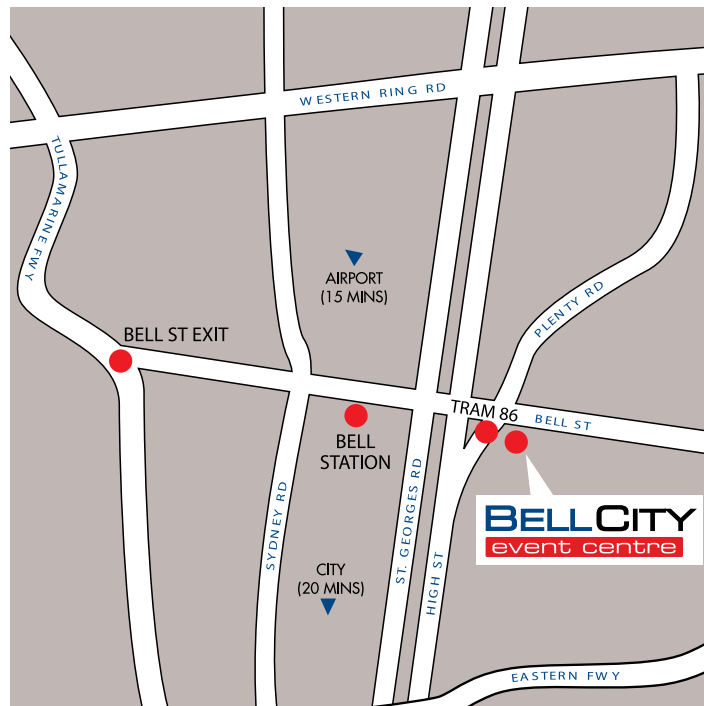 WESTERN RING RD
TULLAMARINE FWY
AIRPORT
(15 MINS)
PLENTY RD
BELL ST EXIT
TRAM 86
BELL ST
BELL
STATION
SYDNEY RD
ST. GEORGES RD
HIGH ST
BELLCITY
event centre
CITY
(20 MINS)
EASTERN FWY